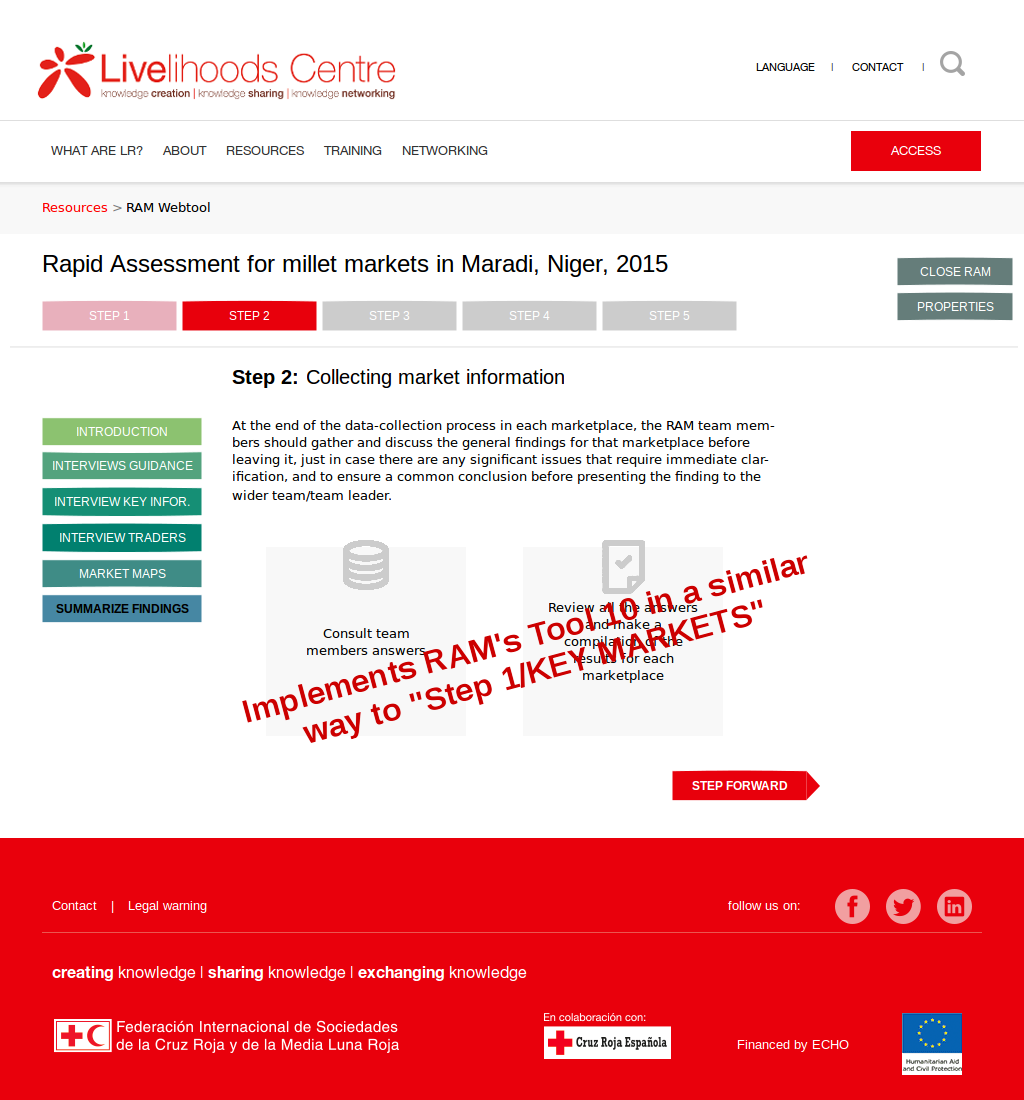 Livelihoods Centre
knowledge creation | knowledge sharing | knowledge networking
LANGUAGE | CONTACT |
WHAT ARE LR? ABOUT RESOURCES TRAINING NETWORKING
ACCESS
Resources > RAM Webtool
Rapid Assessment for millet markets in Maradi, Niger, 2015
CLOSE RAM
PROPERTIES
STEP 1 STEP 2 STEP 3 STEP 4 STEP 5
Step 2: Collecting market information
INTRODUCTION
INTERVIEWS GUIDANCE
INTERVIEW KEY INFOR.
INTERVIEW TRADERS
MARKET MAPS
SUMMARIZE FINDINGS
At the end of the data-collection process in each marketplace, the RAM team mem-
bers should gather and discuss the general findings for that marketplace before
leaving it, just in case there are any significant issues that require immediate clar-
ification, and to ensure a common conclusion before presenting the finding to the
wider team/team leader.
Consult team
members answers
Review all the answers
and make a
compilation of the
results for each
marketplace
Implements RAM's Tool 10 in a similar
way to "Step 1/KEY MARKETS"
STEP FORWARD
Contact | Legal warning
follow us on:
creating knowledge | sharing knowledge | exchanging knowledge
Federación Internacional de Sociedades
de la Cruz Roja y de la Media Luna Roja
En colaboración con:
Cruz Roja Española
Financed by ECHO
Humanitarian Aid
and Civil Protection